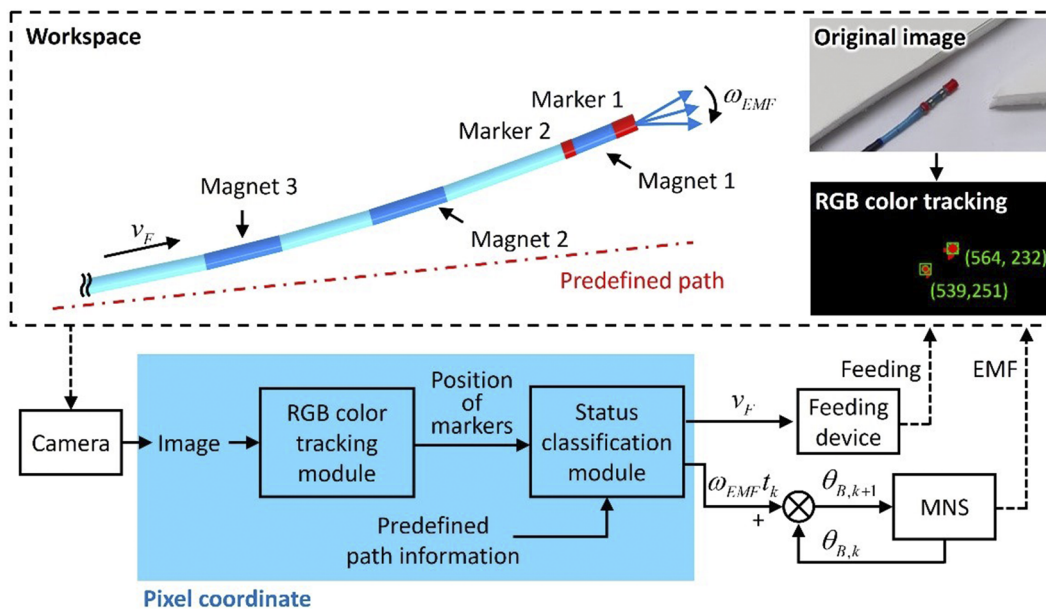 Workspace
Original image
Marker 1
Marker 2
ω_EMF
Magnet 3
Magnet 1
v_F
Magnet 2
Predefined path
RGB color tracking
(564, 232)
(539,251)
Feeding
EMF
Camera
Image
RGB color
tracking
module
Position
of
markers
Status
classification
module
v_F
Feeding
device
ω_EMF t_k
+
θ_B,k+1
MNS
θ_B,k
Predefined
path information
Pixel coordinate